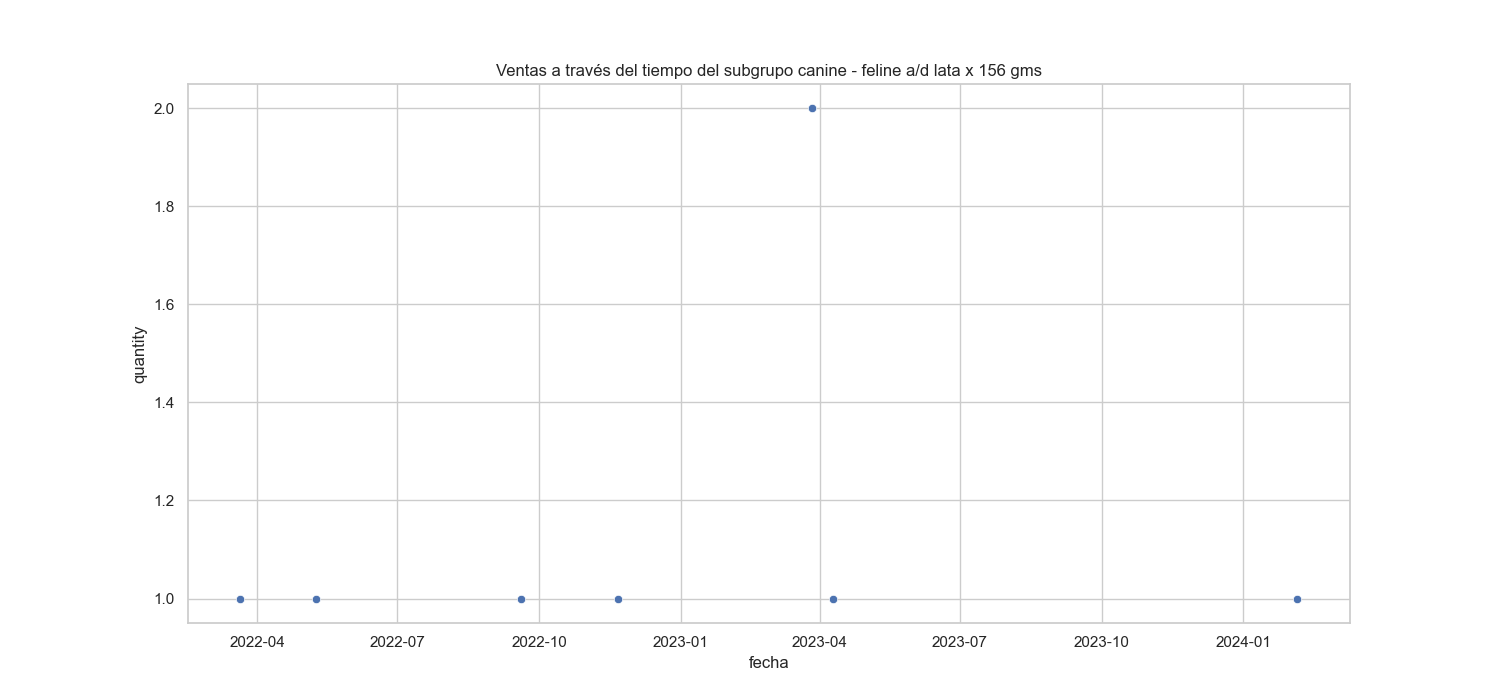 Ventas a través del tiempo del subgrupo canine - feline a/d lata x 156 gms
2.0
1.8
1.6
1.4
1.2
1.0
quantity
2022-04 2022-07 2022-10 2023-01 2023-04 2023-07 2023-10 2024-01
fecha